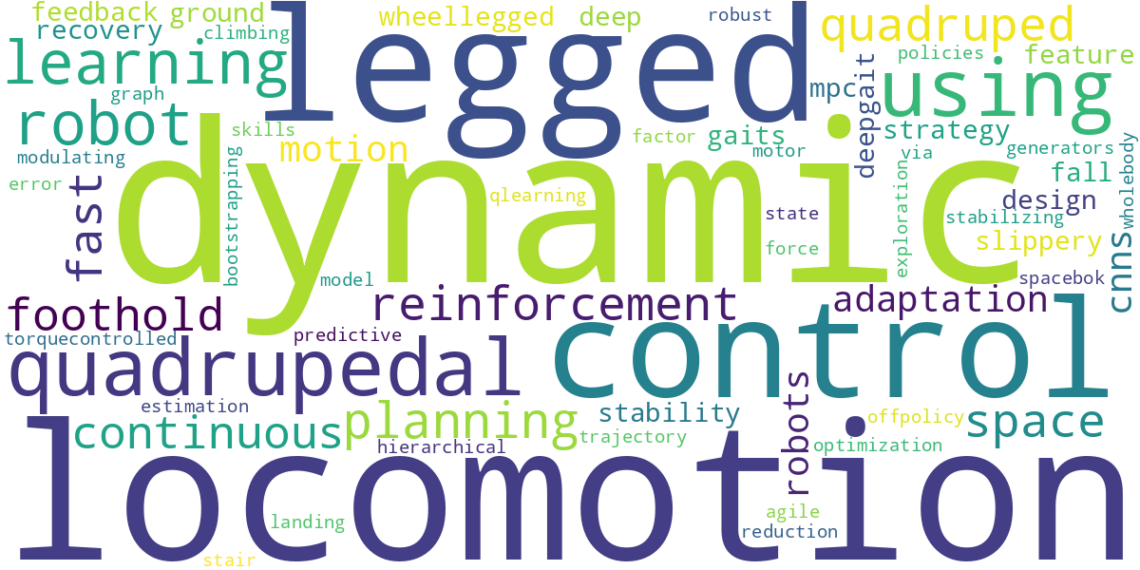 feedback ground wheellegged deep robust quadruped
recovery climbing legged policies feature
learning using
graph mpc
robot skills factor gaits deepgait strategy
modulating motion motor via generators
error fast bootstrapping dynamic qlearning exploration fall wholebody
state design
stabilizing
force slippery cnns
model spacebok
foothold reinforcement adaptation
torquecontrolled predictive control
quadrupedal
estimation planning stability robots offpolicy space
continuous trajectory
hierarchical optimization
locomotion
landing agile
reduction
stair